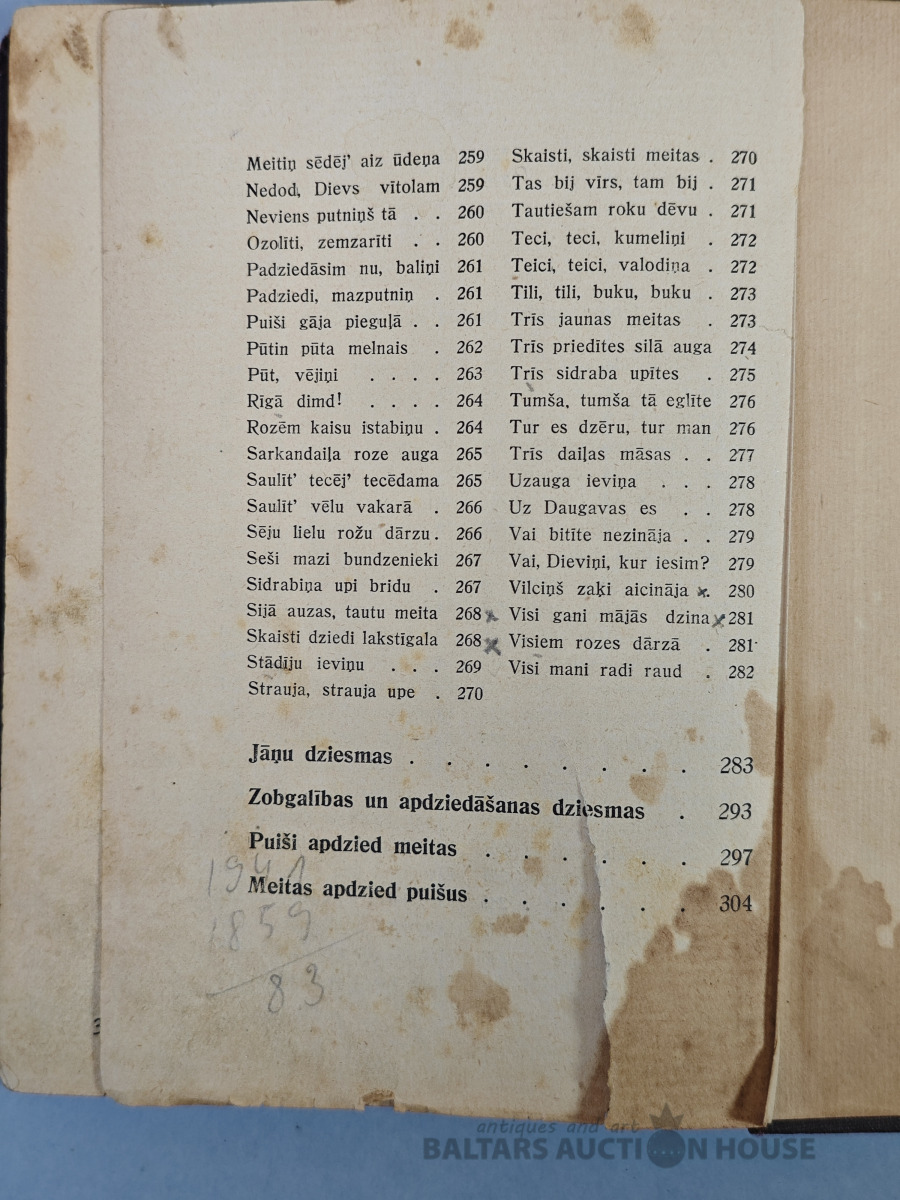 Meitiņ sēdēj' aiz ūdeņa 259
Nedod, Dievs vītolam 259
Neviens putniņš tā . . 260
Ozolīti, zemzarīti . . 260
Padziedāsim nu, baliņi 261
Padziedi, mazputniņ . 261
Puiši gāja pieguļā . . 261
Pūtin pūta melnais . 262
Pūt, vējiņi . . . . 263
Rīgā dimd! . . . . 264
Rozēm kaisu istabiņu . 264
Sarkandaiļa roze auga 265
Saulīt' tecēj' tecēdama 265
Saulīt' vēlu vakarā . 266
Sēju lielu rožu dārzu . 266
Seši mazi bundzenieki 267
Sidrabiņa upi bridu . 267
Sijā auzas, tautu meita 268
Skaisti dziedi lakstīgala 268
Stādīju ieviņu . . . 269
Strauja, strauja upe . 270
Skaisti, skaisti meitas . 270
Tas bij vīrs, tam bij . 271
Tautiešam roku dēvu . 271
Teci, teci, kumeliņi . 272
Teici, teici, valodiņa . 272
Tili, tili, buku, buku . 273
Trīs jaunas meitas . 273
Trīs priedītes silā auga 274
Trīs sidraba upītes . 275
Tumša, tumša tā eglīte 276
Tur es dzēru, tur man 276
Trīs daiļas māsas . . 277
Uzauga ieviņa . . . 278
Uz Daugavas es . . 278
Vai bitīte nezināja . . 279
Vai, Dieviņi, kur iesim? 279
Vilciņš zaķi aicināja . 280
Visi gani mājās dzina 281
Visiem rozes dārzā . 281
Visi mani radi raud . 282
Jāņu dziesmas . . . . . . . . 283
Zobgalības un apdziedāšanas dziesmas . 293
Puiši apdzied meitas . . . . . . 297
Meitas apdzied puišus . . . . . . 304
1941
1859
83
antiques and art
BALTARS AUCTION HOUSE